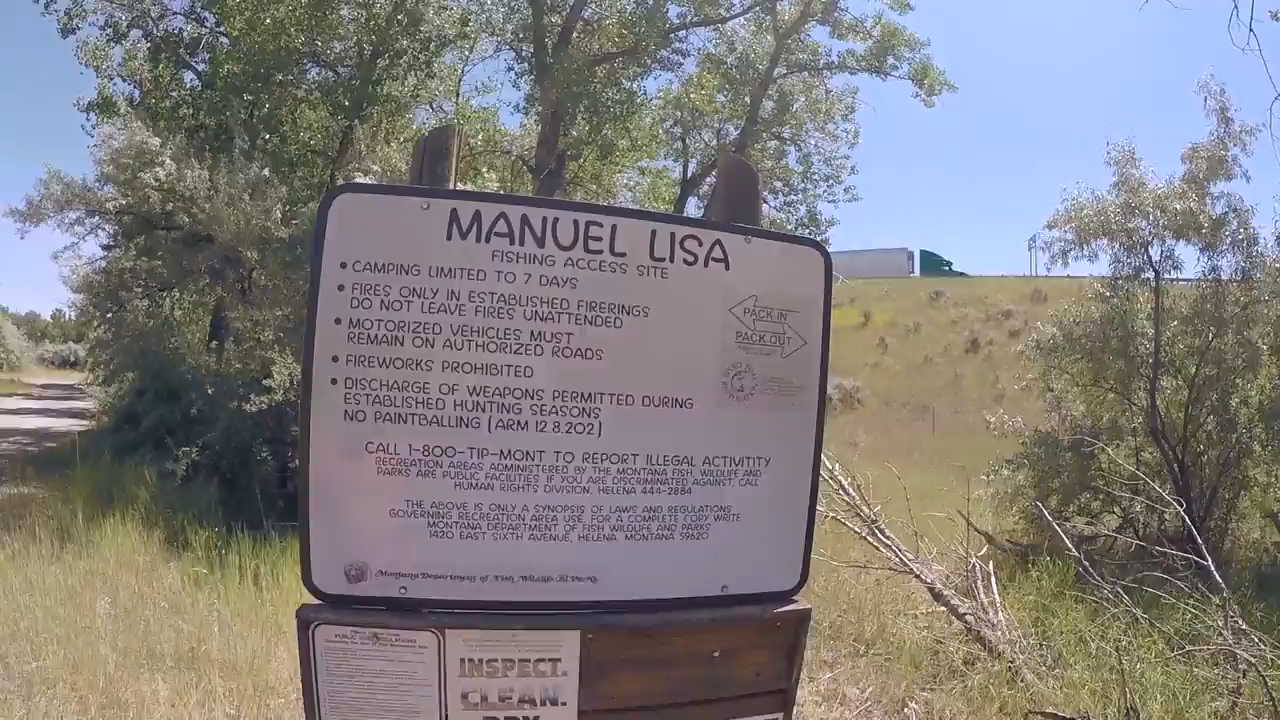 MANUEL LISA
FISHING ACCESS SITE
• CAMPING LIMITED TO 7 DAYS
• FIRES ONLY IN ESTABLISHED FIRERINGS
DO NOT LEAVE FIRES UNATTENDED
• MOTORIZED VEHICLES MUST
REMAIN ON AUTHORIZED ROADS
• FIREWORKS PROHIBITED
• DISCHARGE OF WEAPONS PERMITTED DURING
ESTABLISHED HUNTING SEASONS
NO PAINTBALLING (ARM 12.8.202)
PACK IN
PACK OUT
CALL 1-800-TIP-MONT TO REPORT ILLEGAL ACTIVITITY
RECREATION AREAS ADMINISTERED BY THE MONTANA FISH, WILDLIFE AND
PARKS ARE PUBLIC FACILITIES. IF YOU ARE DISCRIMINATED AGAINST, CALL
HUMAN RIGHTS DIVISION, HELENA 444-2884
THE ABOVE IS ONLY A SYNOPSIS OF LAWS AND REGULATIONS
GOVERNING RECREATION AREA USE. FOR A COMPLETE COPY WRITE
MONTANA DEPARTMENT OF FISH WILDLIFE AND PARKS
1420 EAST SIXTH AVENUE, HELENA, MONTANA 59620
Montana Department of Fish, Wildlife & Parks
PUBLIC USE REGULATIONS
INSPECT.
CLEAN.
DRY.